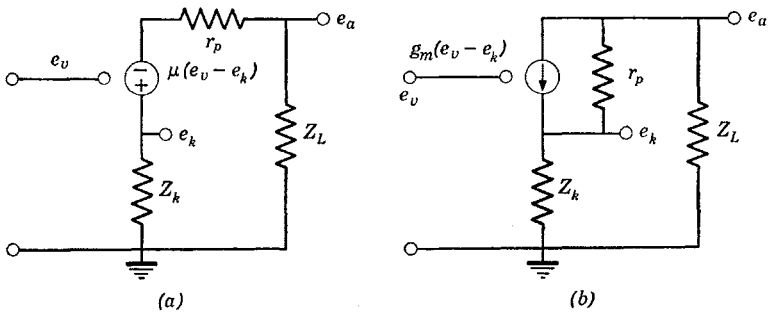 e_a
r_p
e_v
μ(e_v – e_k)
e_k
Z_L
Z_k
(a)
e_a
g_m(e_v – e_k)
r_p
e_v
e_k
Z_L
Z_k
(b)